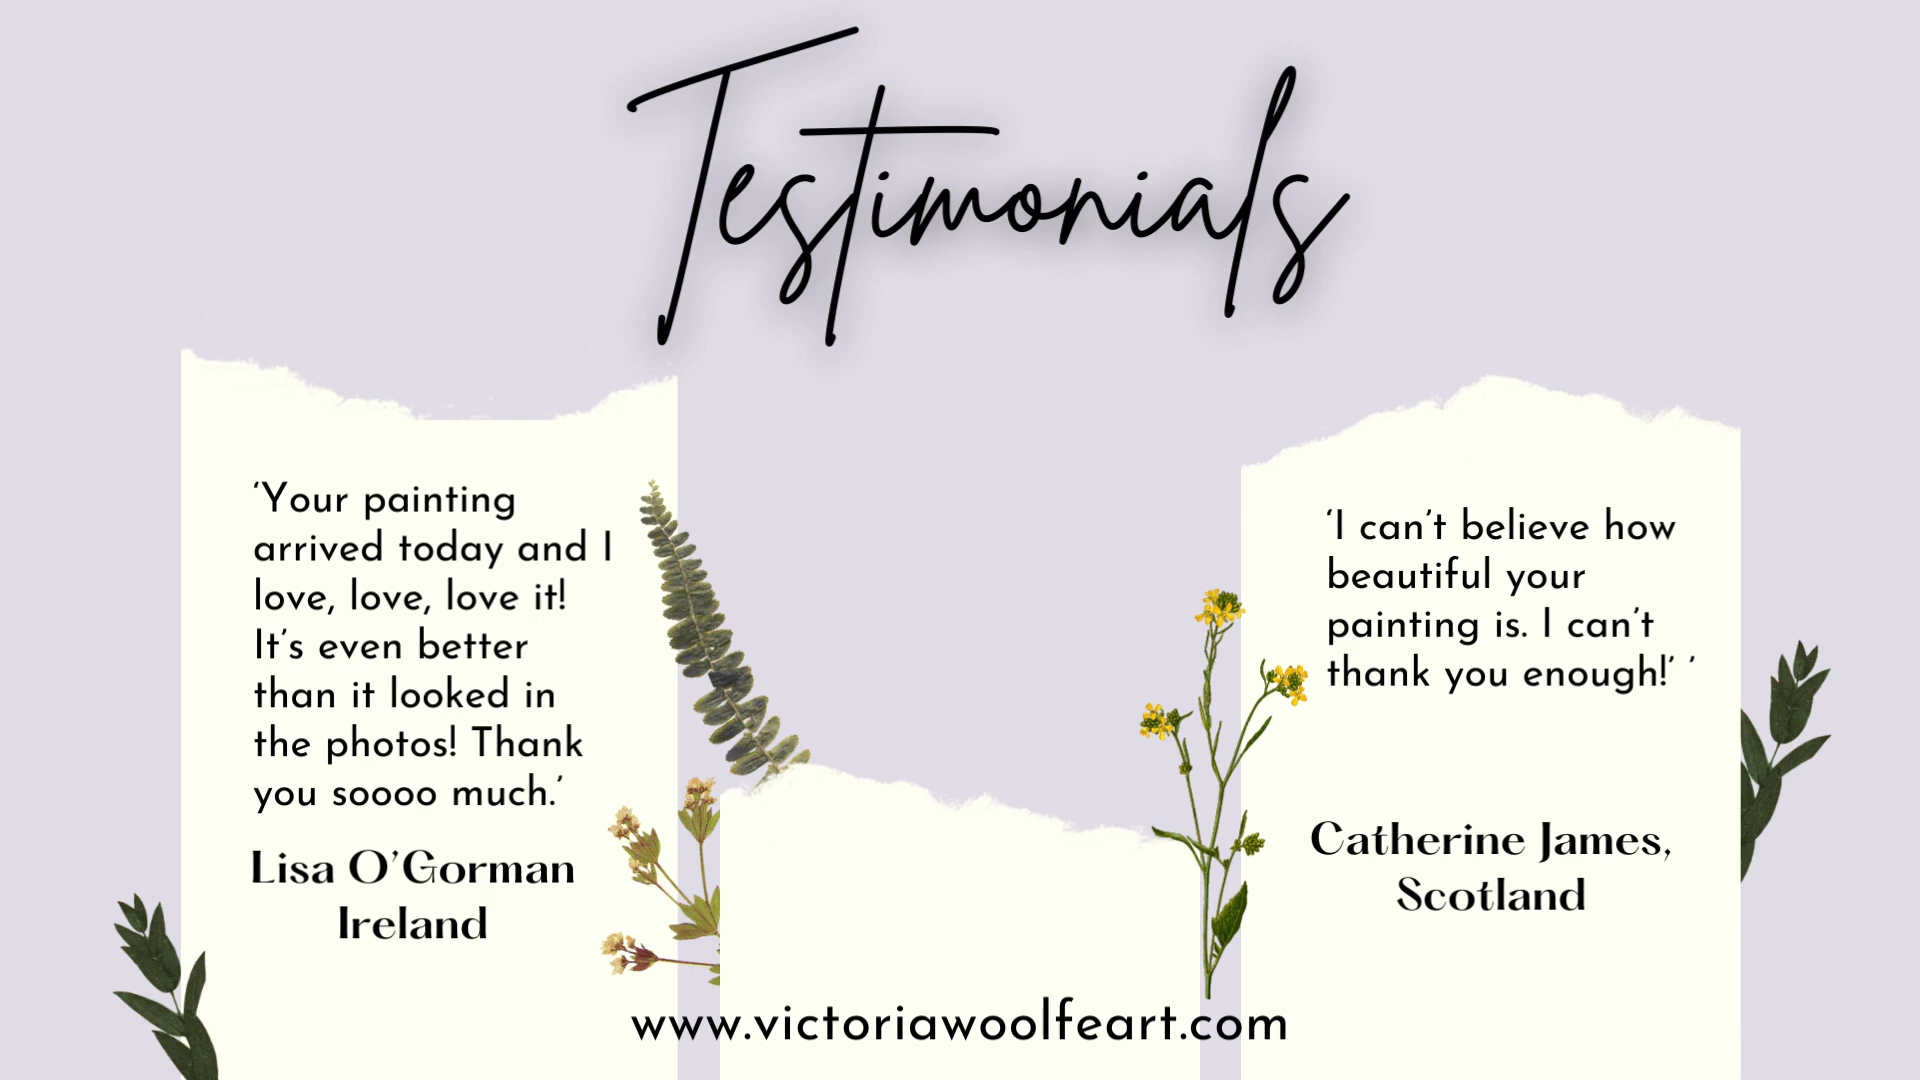 Testimonials
‘Your painting
arrived today and I
love, love, love it!
It’s even better
than it looked in
the photos! Thank
you soooo much.’
Lisa O’Gorman
Ireland
‘I can’t believe how
beautiful your
painting is. I can’t
thank you enough!’ ’
Catherine James,
Scotland
www.victoriawoolfeart.com